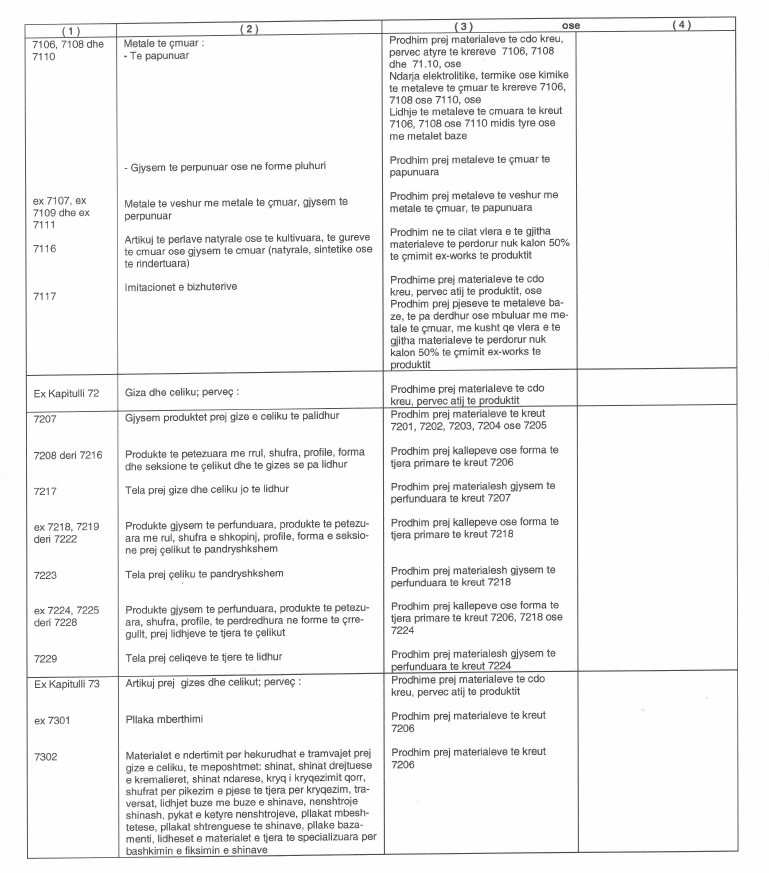 ( 1 ) ( 2 ) ( 3 ) ose ( 4 )
7106, 7108 dhe
7110
Metale te çmuar :
- Te papunuar
Prodhim prej materialeve te cdo kreu,
pervec atyre te krereve 7106, 7108
dhe 71.10, ose
Ndarja elektrolitike, termike ose kimike
te metaleve te çmuar te krereve 7106,
7108 ose 7110, ose
Lidhje te metaleve te cmuara te kreut
7106, 7108 ose 7110 midis tyre ose
me metalet baze
- Gjysem te perpunuar ose ne forme pluhuri
Prodhim prej metaleve te çmuar te
papunuara
ex 7107, ex
7109 dhe ex
7111
Metale te veshur me metale te çmuar, gjysem te
perpunuar
Prodhim prej metaleve te veshur me
metale te çmuar, te papunuara
7116
Artikuj te perlave natyrale ose te kultivuara, te gureve
te cmuar ose gjysem te cmuar (natyrale, sintetike ose
te rindertuara)
Prodhim ne te cilat vlera e te gjitha
materialeve te perdorur nuk kalon 50%
te çmimit ex-works te produktit
7117
Imitacionet e bizhuterive
Prodhime prej materialeve te cdo
kreu, pervec atij te produktit, ose
Prodhim prej pjeseve te metaleve ba-
ze, te pa derdhur ose mbuluar me me-
tale te çmuar, me kusht qe vlera e te
gjitha materialeve te perdorur nuk
kalon 50% te çmimit ex-works te
produktit
Ex Kapitulli 72
Giza dhe celiku; perveç :
Prodhime prej materialeve te cdo
kreu, pervec atij te produktit
7207
Gjysem produktet prej gize e celiku te palidhur
Prodhim prej materialeve te kreut
7201, 7202, 7203, 7204 ose 7205
7208 deri 7216
Produkte te petezuara me rrul, shufra, profile, forma
dhe seksione te çelikut dhe te gizes se pa lidhur
Prodhim prej kallepeve ose forma te
tjera primare te kreut 7206
7217
Tela prej gize dhe celiku jo te lidhur
Prodhim prej materialesh gjysem te
perfunduara te kreut 7207
ex 7218, 7219
deri 7222
Produkte gjysem te perfunduara, produkte te petezu-
ara me rul, shufra e shkopinj, profile, forma e seksio-
ne prej çelikut te pandryshkshem
Prodhim prej kallepeve ose forma te
tjera primare te kreut 7218
7223
Tela prej çeliku te pandryshkshem
Prodhim prej materialesh gjysem te
perfunduara te kreut 7218
ex 7224, 7225
deri 7228
Produkte gjysem te perfunduara, produkte te petezu-
ara, shufra, profile, te perdredhura ne forme te çrre-
gullt, prej lidhjeve te tjera te çelikut
Prodhim prej kallepeve ose forma te
tjera primare te kreut 7206, 7218 ose
7224
7229
Tela prej celiqeve te tjere te lidhur
Prodhim prej materialesh gjysem te
perfunduara te kreut 7224
Ex Kapitulli 73
Artikuj prej gizes dhe celikut; perveç :
Prodhime prej materialeve te cdo
kreu, pervec atij te produktit
ex 7301
Pllaka mberthimi
Prodhim prej materialeve te kreut
7206
7302
Materialet e ndertimit per hekurudhat e tramvajet prej
gize e celiku, te meposhtmet: shinat, shinat drejtuese
e kremalieret, shinat ndarese, kryq i kryqezimit qorr,
shufrat per pikezim e pjese te tjera per kryqezim, tra-
versat, lidhjet buze me buze e shinave, nenshtroje
shinash, pykat e ketyre nenshtrojeve, pllakat mbesh-
tetese, pllakat shtrenguese te shinave, pllake baza-
menti, lidheset e materialet e tjera te specializuara per
bashkimin e fiksimin e shinave
Prodhim prej materialeve te kreut
7206